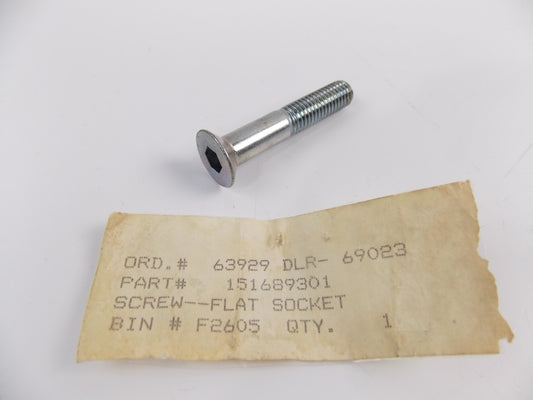 ORD.# 63929 DLR- 69023
PART# 151689301
SCREW--FLAT SOCKET
BIN # F2605 QTY. 1